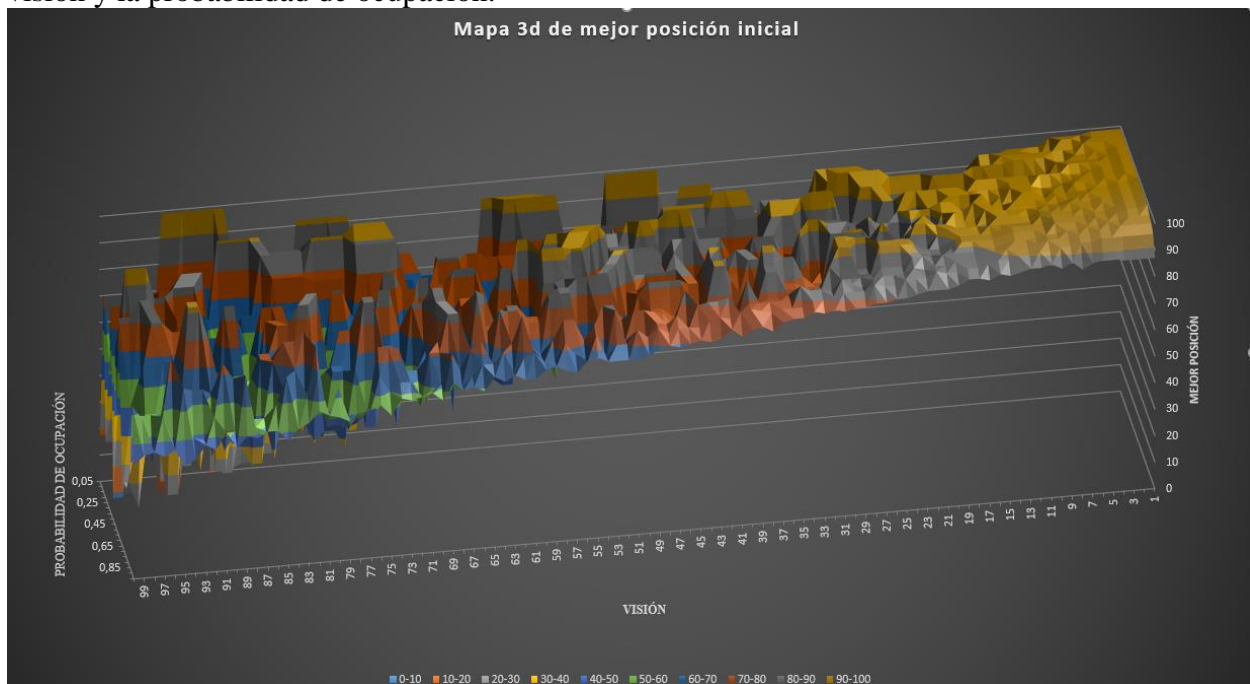 visión y la probabilidad de ocupación.
Mapa 3d de mejor posición inicial
100
90
80
70
60
50
40
30
20
10
0
MEJOR POSICIÓN
PROBABILIDAD DE OCUPACIÓN
0,05
0,25
0,45
0,65
0,85
99 97 95 93 91 89 87 85 83 81 79 77 75 73 71 69 67 65 63 61 59 57 55 53 51 49 47 45 43 41 39 37 35 33 31 29 27 25 23 21 19 17 15 13 11 9 7 5 3 1
VISIÓN
0-10 10-20 20-30 30-40 40-50 50-60 60-70 70-80 80-90 90-100